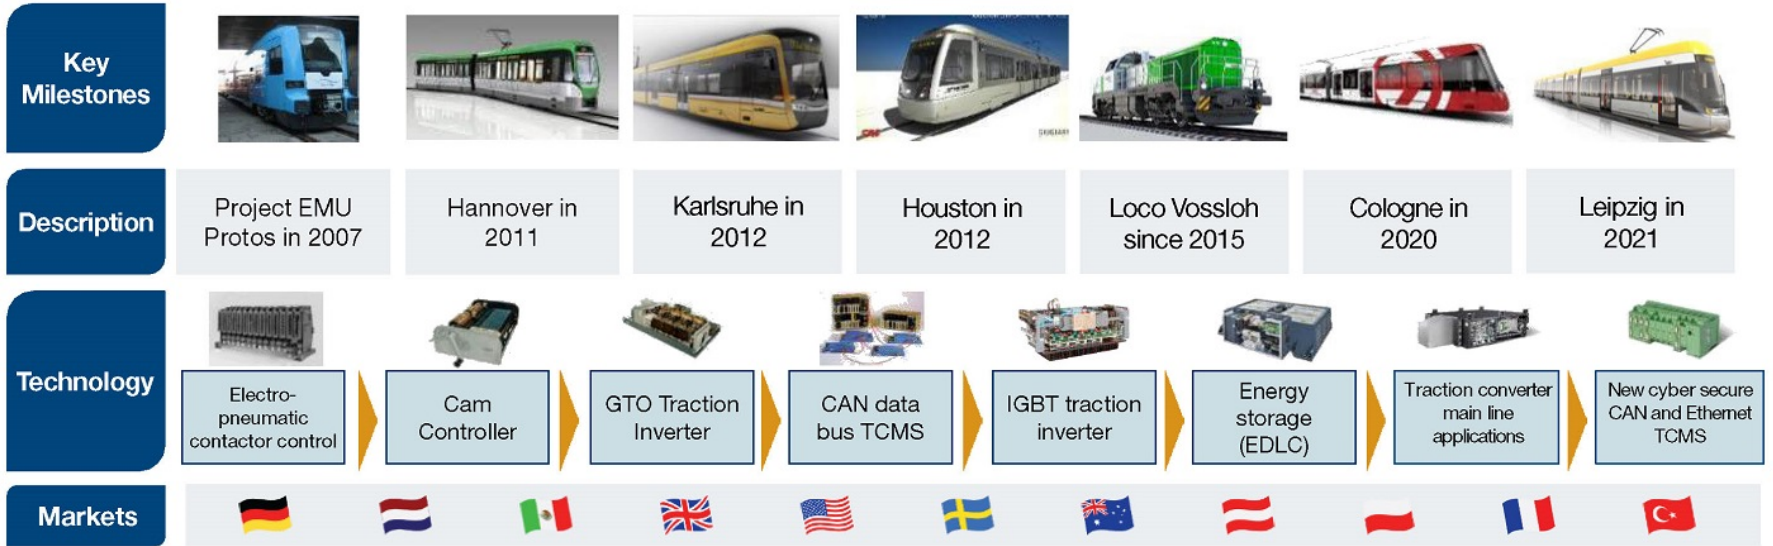 Key
Milestones
Description
Project EMU
Protos in 2007
Hannover in
2011
Karlsruhe in
2012
Houston in
2012
Loco Vossloh
since 2015
Cologne in
2020
Leipzig in
2021
Technology
Electro-
pneumatic
contactor control
Cam
Controller
GTO Traction
Inverter
CAN data
bus TCMS
IGBT traction
inverter
Energy
storage
(EDLC)
Traction converter
main line
applications
New cyber secure
CAN and Ethernet
TCMS
Markets